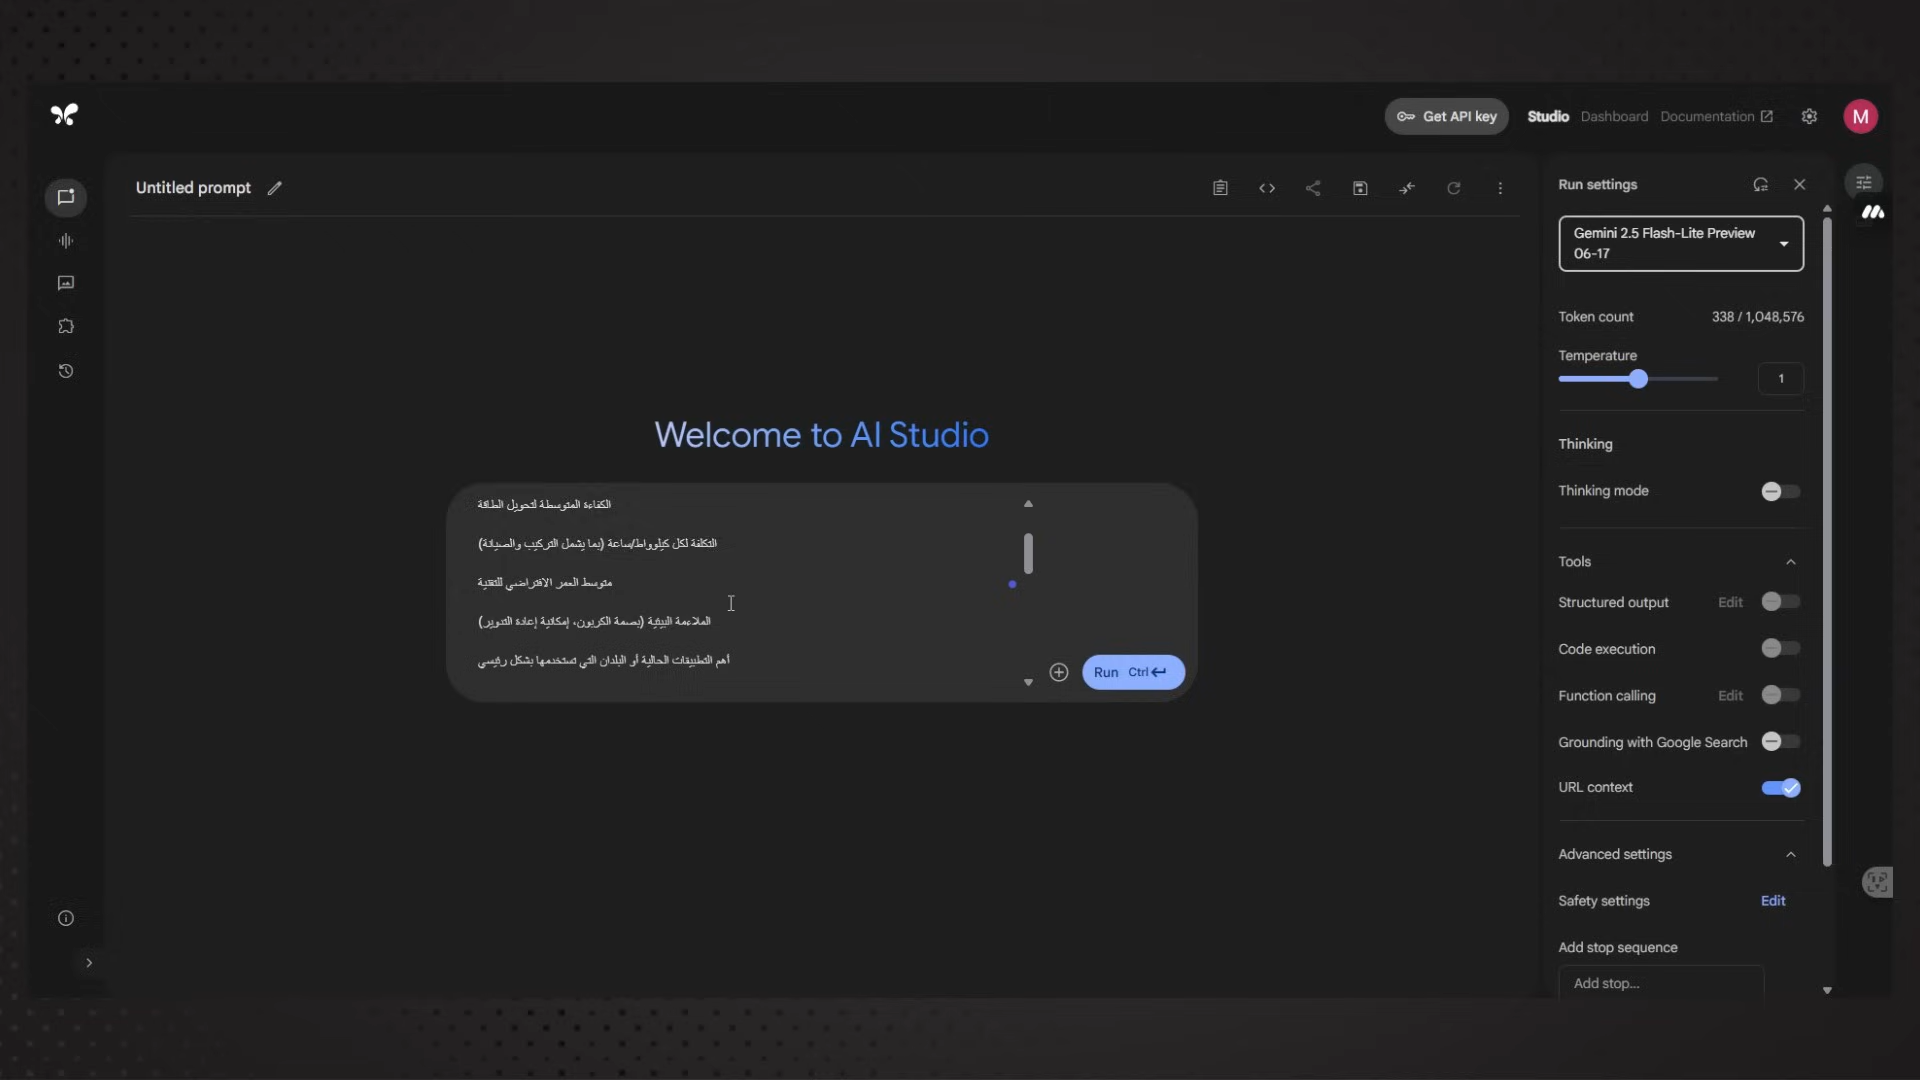 Get API key
Studio
Dashboard
Documentation
M
Untitled prompt
Run settings
Gemini 2.5 Flash-Lite Preview
06-17
Token count
338 / 1,048,576
Temperature
1
Thinking
Thinking mode
Welcome to AI Studio
الكفاءة المتوسطة لتحويل الطاقة
التكلفة لكل كيلوواط/ساعة (بما يشمل التركيب والصيانة)
متوسط العمر الافتراضي للتقنية
الملاءمة البيئية (بصمة الكربون، إمكانية إعادة التدوير)
أهم التطبيقات الحالية أو البلدان التي تستخدمها بشكل رئيسي
Run Ctrl
Tools
Structured output
Edit
Code execution
Function calling
Edit
Grounding with Google Search
URL context
Advanced settings
Safety settings
Edit
Add stop sequence
Add stop...